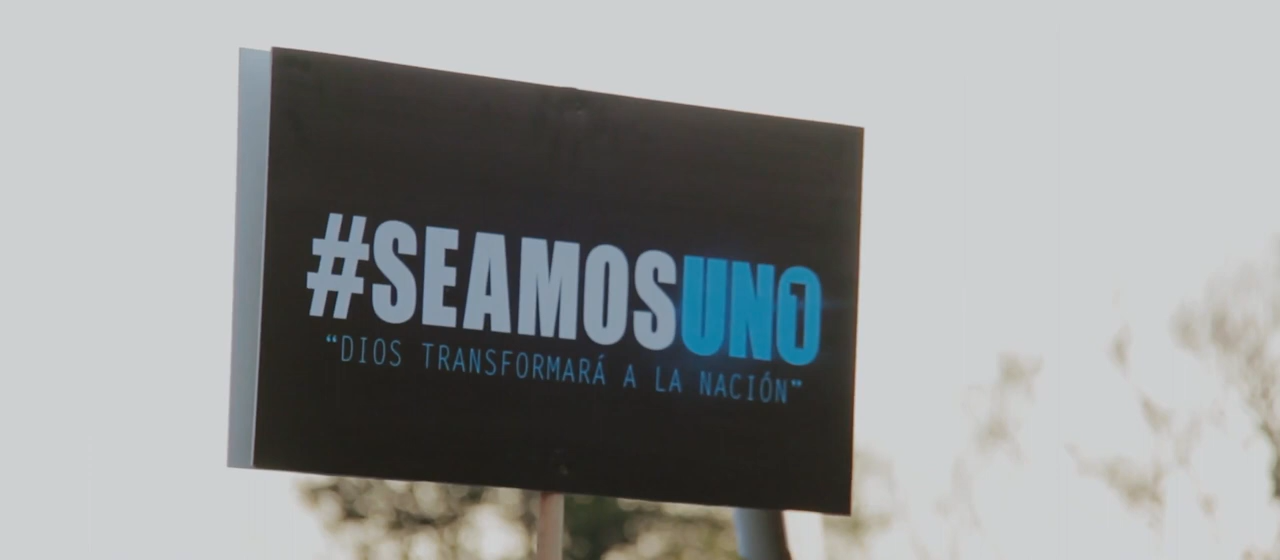 #SEAMOSUNO
“DIOS TRANSFORMARÁ A LA NACIÓN”